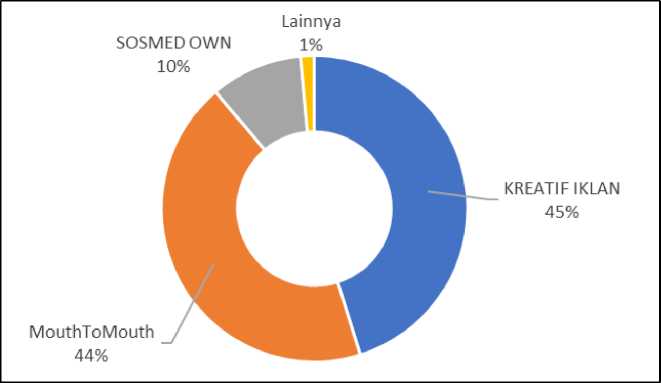 Lainnya
1%
SOSMED OWN
10%
KREATIF IKLAN
45%
MouthToMouth
44%